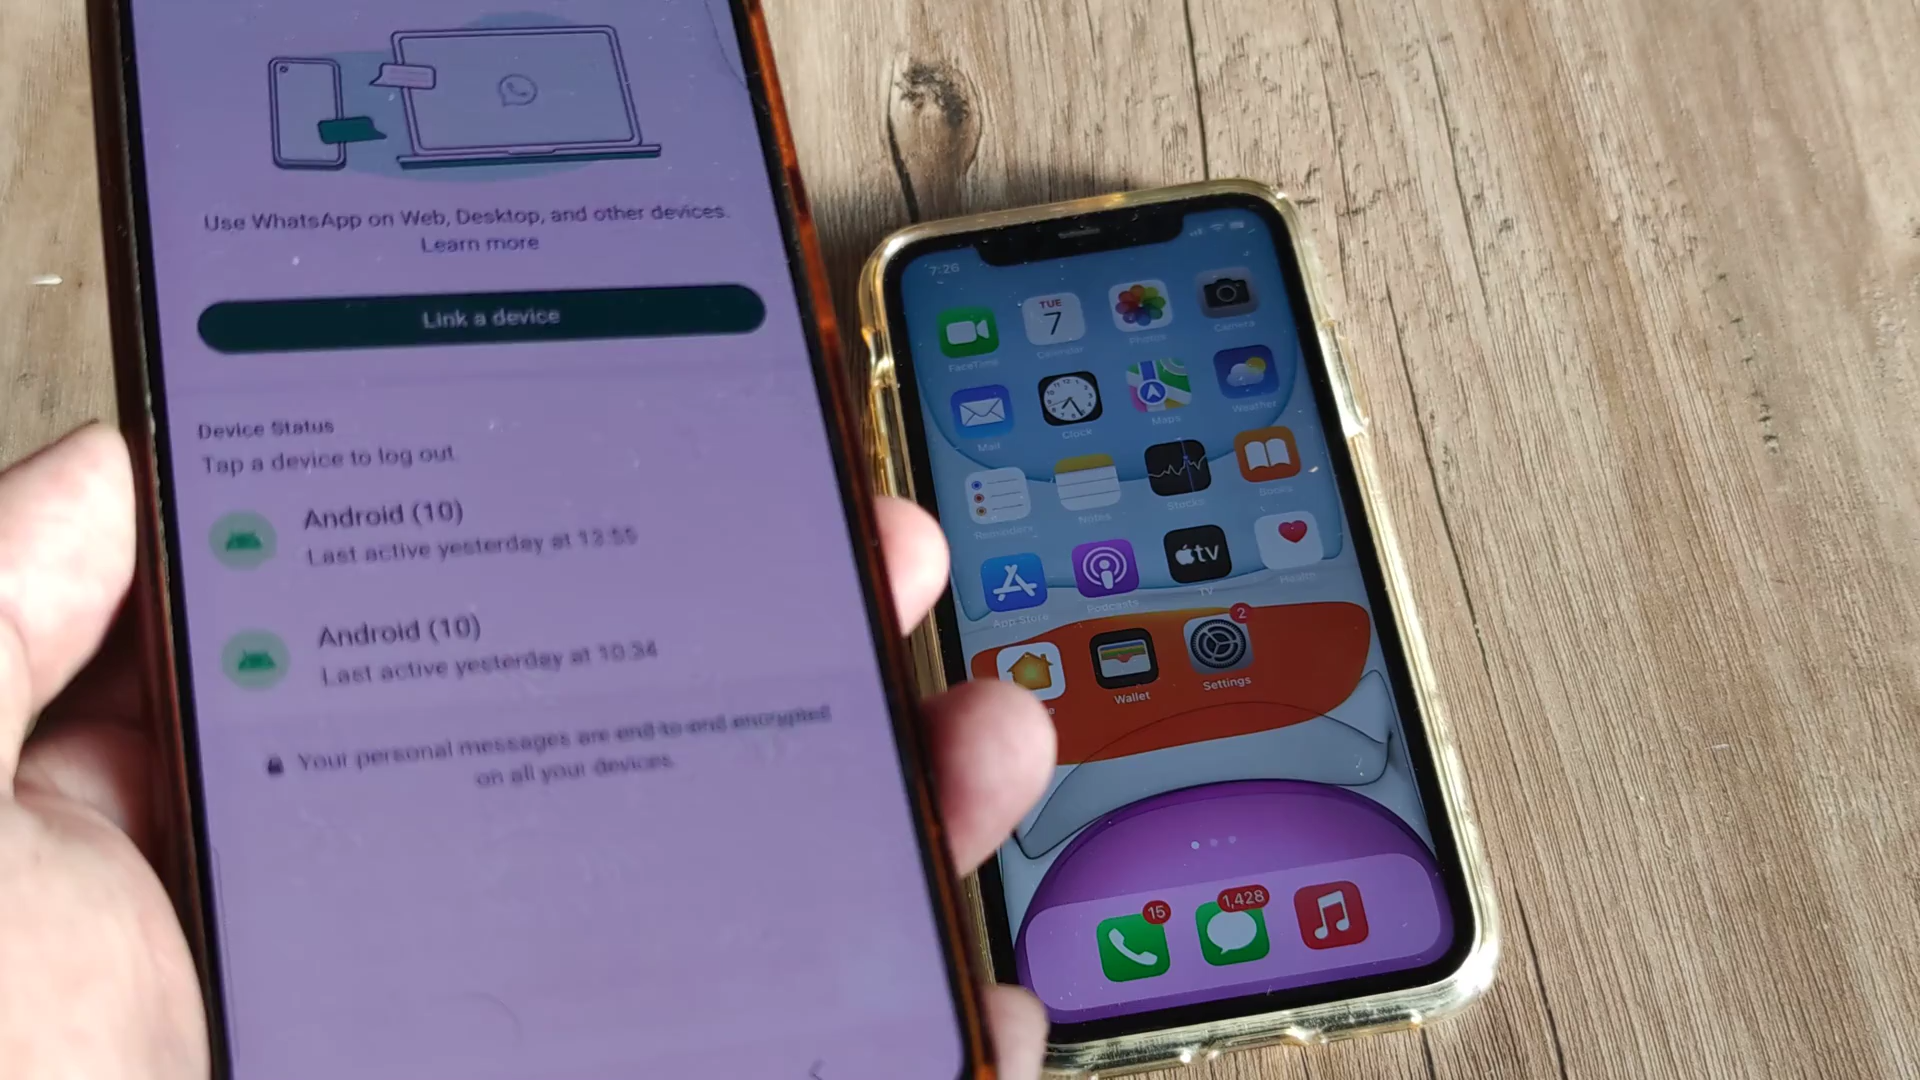 Use WhatsApp on Web, Desktop, and other devices.
Learn more
Link a device
Device Status
Tap a device to log out.
Android (10)
Last active yesterday at 13:55
Android (10)
Last active yesterday at 10:34
Your personal messages are end-to-end encrypted
on all your devices.
7:26
TUE
7
FaceTime
Calendar
Photos
Camera
Mail
Clock
Maps
Weather
Reminders
Notes
Stocks
Books
tv
App Store
Podcasts
TV
Health
2
Wallet
Settings
15
1,428